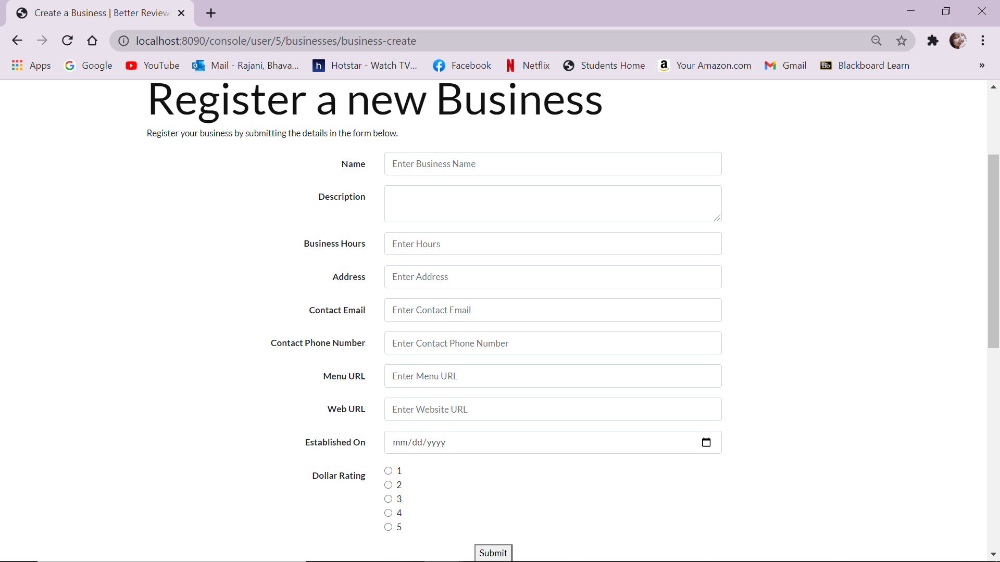 Create a Business | Better Review
localhost:8090/console/user/5/businesses/business-create
Apps Google YouTube Mail - Rajani, Bhava... h Hotstar - Watch TV... Facebook Netflix Students Home a Your Amazon.com Gmail Bb Blackboard Learn »
Register a new Business
Register your business by submitting the details in the form below.
Name Enter Business Name
Description
Business Hours Enter Hours
Address Enter Address
Contact Email Enter Contact Email
Contact Phone Number Enter Contact Phone Number
Menu URL Enter Menu URL
Web URL Enter Website URL
Established On mm/dd/yyyy
Dollar Rating 1
2
3
4
5
Submit